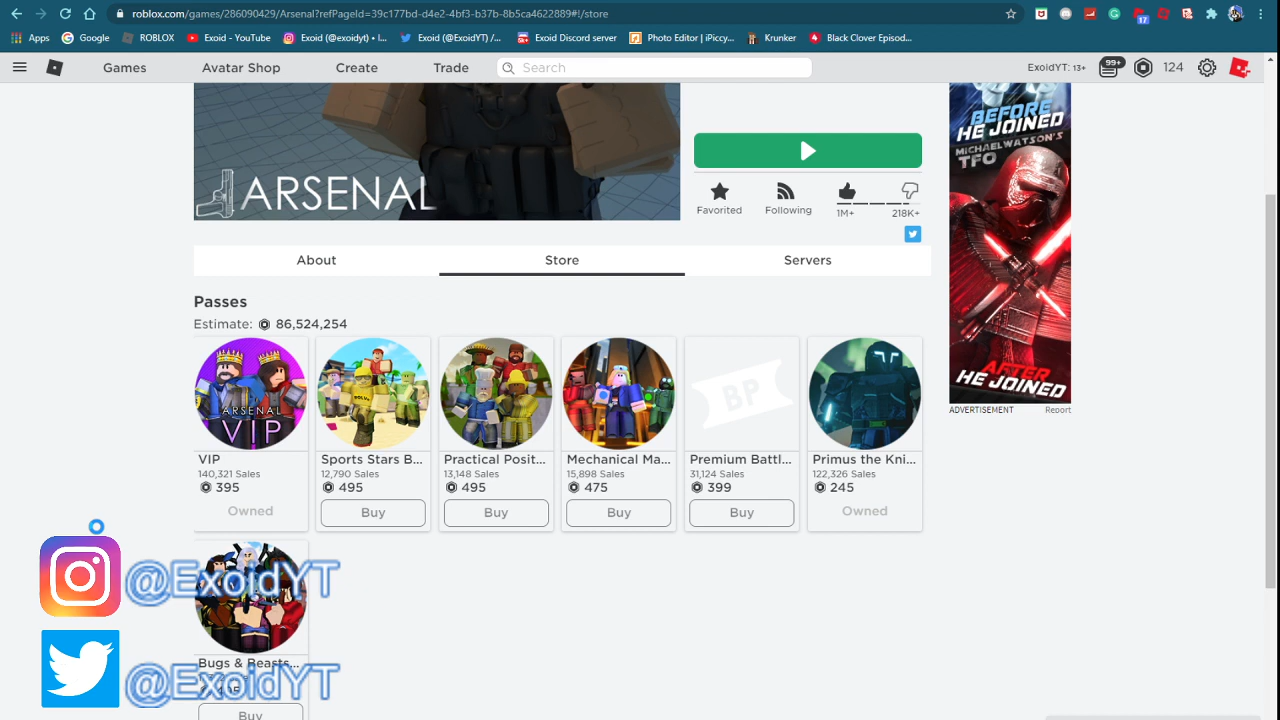 roblox.com/games/286090429/Arsenal?refPageId=39c177bd-d4e2-4bf3-b37b-8b5ca4622889#!/store
17
Apps Google ROBLOX Exoid - YouTube Exoid (@exoidyt) • I... Exoid (@ExoidYT) /... Exoid Discord server Photo Editor | iPiccy... Krunker Black Clover Episod...
Games Avatar Shop Create Trade Search ExoidYT: 13+ 99+ 124
BEFORE
HE JOINED
MICHAELWATSON'S
TFO
AFTER
HE JOINED
ADVERTISEMENT Report
ARSENAL
Favorited Following 1M+ 218K+
About Store Servers
Passes
Estimate: 86,524,254
ARSENAL
VIP
BP
VIP Sports Stars B... Practical Posit... Mechanical Ma... Premium Battl... Primus the Kni...
140,321 Sales 12,790 Sales 13,148 Sales 15,898 Sales 31,124 Sales 122,326 Sales
395 495 495 475 399 245
Owned Buy Buy Buy Buy Owned
@ExoidYT
Bugs & Beasts...
@ExoidYT
Buy